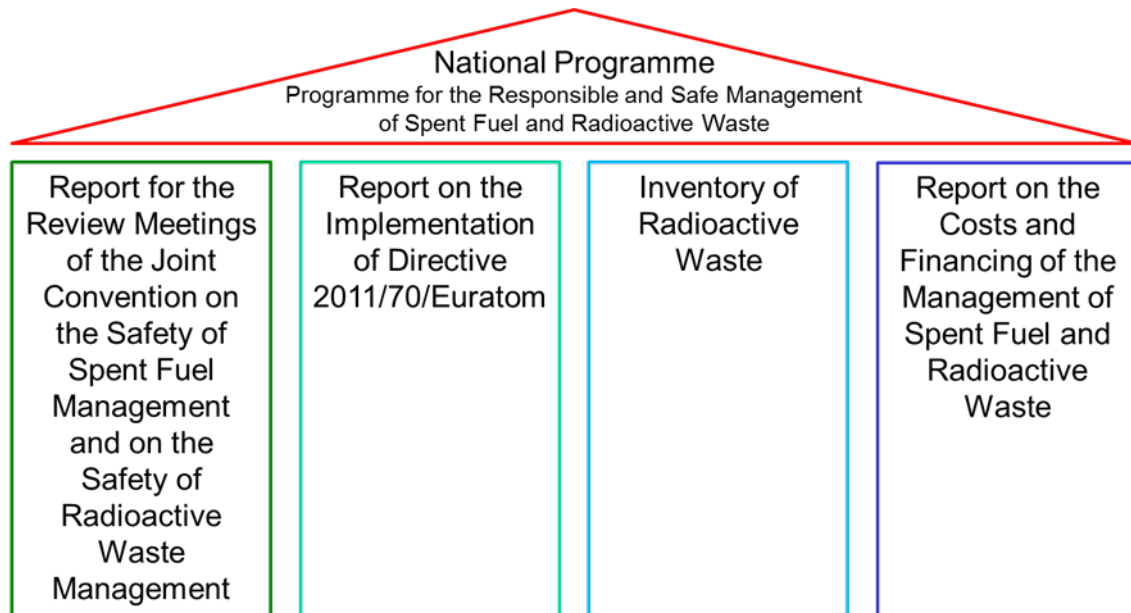 National Programme
Programme for the Responsible and Safe Management
of Spent Fuel and Radioactive Waste
Report for the
Review Meetings
of the Joint
Convention on
the Safety of
Spent Fuel
Management
and on the
Safety of
Radioactive
Waste
Management
Report on the
Implementation
of Directive
2011/70/Euratom
Inventory of
Radioactive
Waste
Report on the
Costs and
Financing of the
Management of
Spent Fuel and
Radioactive
Waste